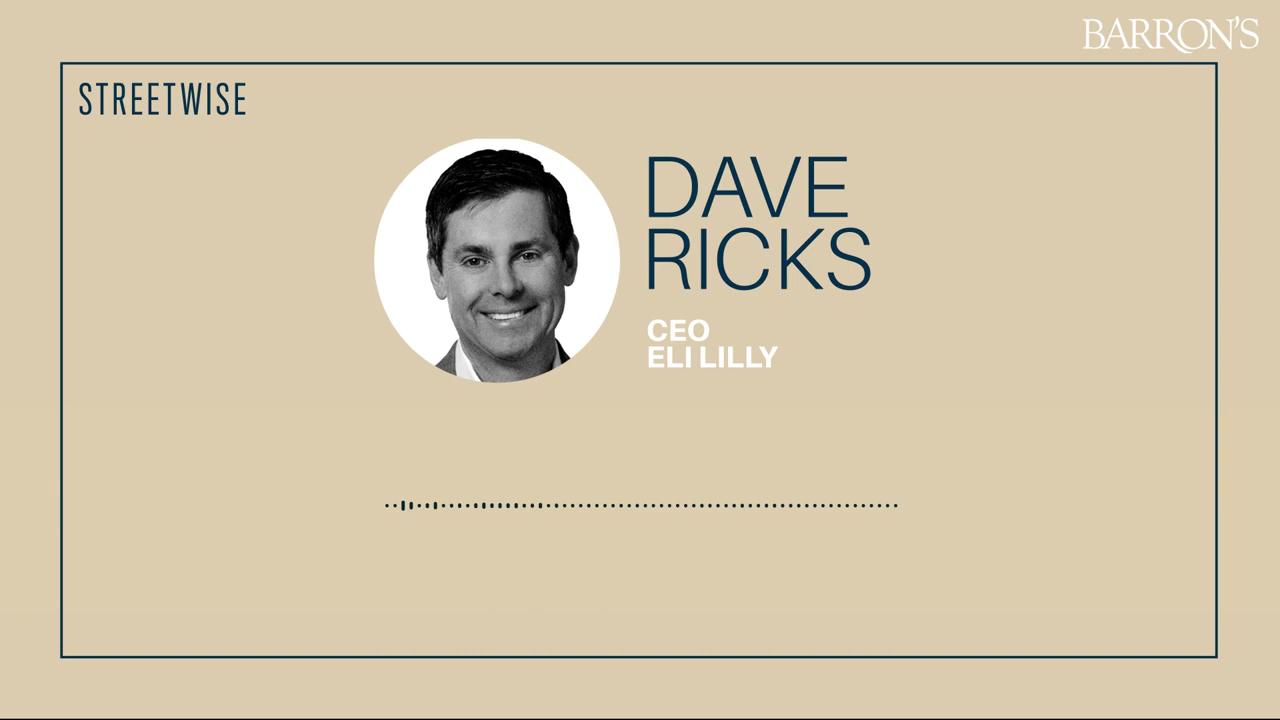 BARRON'S
STREETWISE
DAVE
RICKS
CEO
ELI LILLY